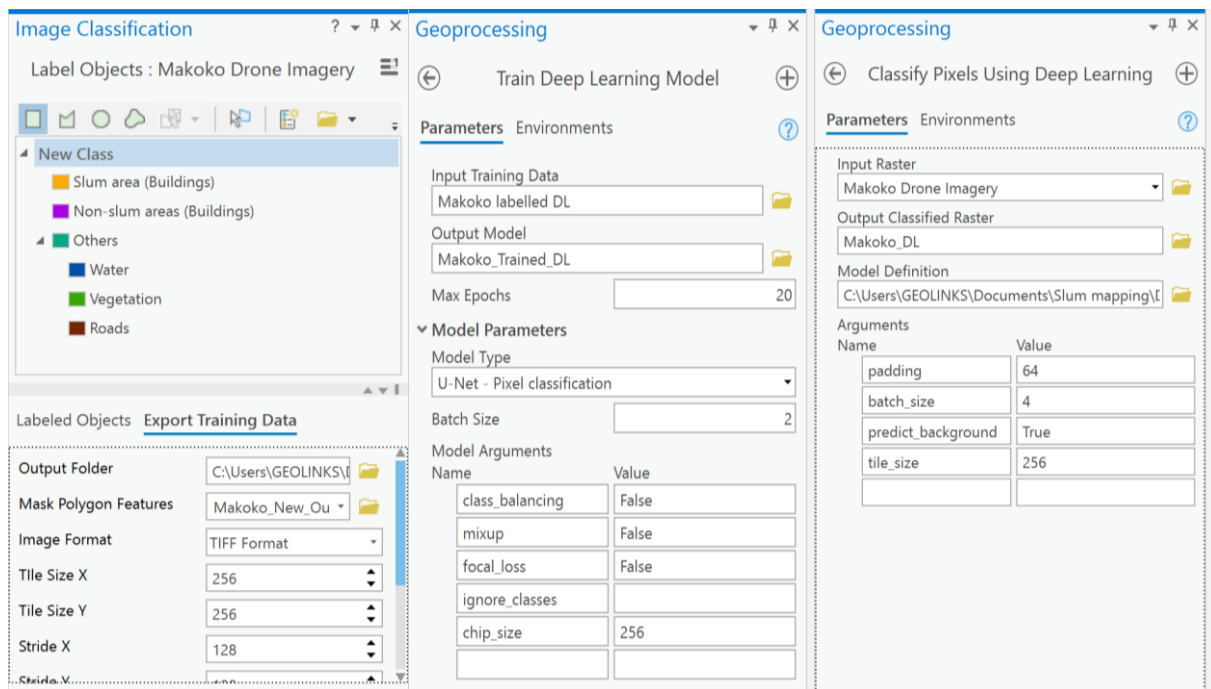 Image Classification
Label Objects : Makoko Drone Imagery
New Class
Slum area (Buildings)
Non-slum areas (Buildings)
Others
Water
Vegetation
Roads
Labeled Objects Export Training Data
Output Folder C:\Users\GEOLINKS\
Mask Polygon Features Makoko_New_Ou
Image Format TIFF Format
TIle Size X 256
Tile Size Y 256
Stride X 128
Stride Y
Geoprocessing
Train Deep Learning Model
Parameters Environments
Input Training Data
Makoko labelled DL
Output Model
Makoko_Trained_DL
Max Epochs 20
Model Parameters
Model Type
U-Net - Pixel classification
Batch Size 2
Model Arguments
Name Value
class_balancing False
mixup False
focal_loss False
ignore_classes
chip_size 256
Geoprocessing
Classify Pixels Using Deep Learning
Parameters Environments
Input Raster
Makoko Drone Imagery
Output Classified Raster
Makoko_DL
Model Definition
C:\Users\GEOLINKS\Documents\Slum mapping\
Arguments
Name Value
padding 64
batch_size 4
predict_background True
tile_size 256